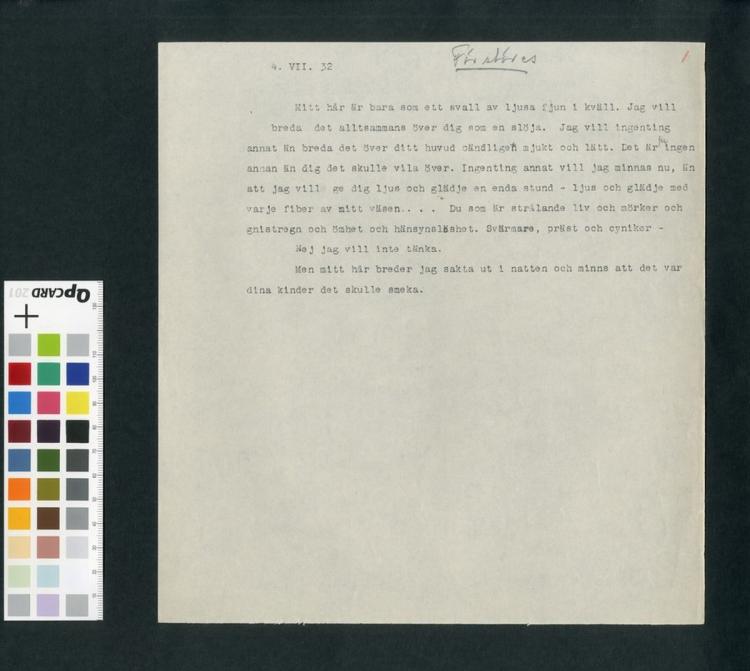 4. VII. 32
Förstöres
1
Mitt hår är bara som ett svall av ljusa fjun i kväll. Jag vill
breda det alltsammans över dig som en slöja. Jag vill ingenting
annat än breda det över ditt huvud oändligen mjukt och lätt. Det är ingen
annan än dig det skulle vila över. Ingenting annat vill jag minnas nu, än
att jag vill ge dig ljus och glädje en enda stund - ljus och glädje med
varje fiber av mitt väsen.... Du som är strålande liv och mörker och
gnistregn och ömhet och hänsynslöshet. Svärmare, präst och cyniker -
Nej jag vill inte tänka.
Men mitt hår breder jag sakta ut i natten och minns att det var
dina kinder det skulle smeka.
QPCARD 201